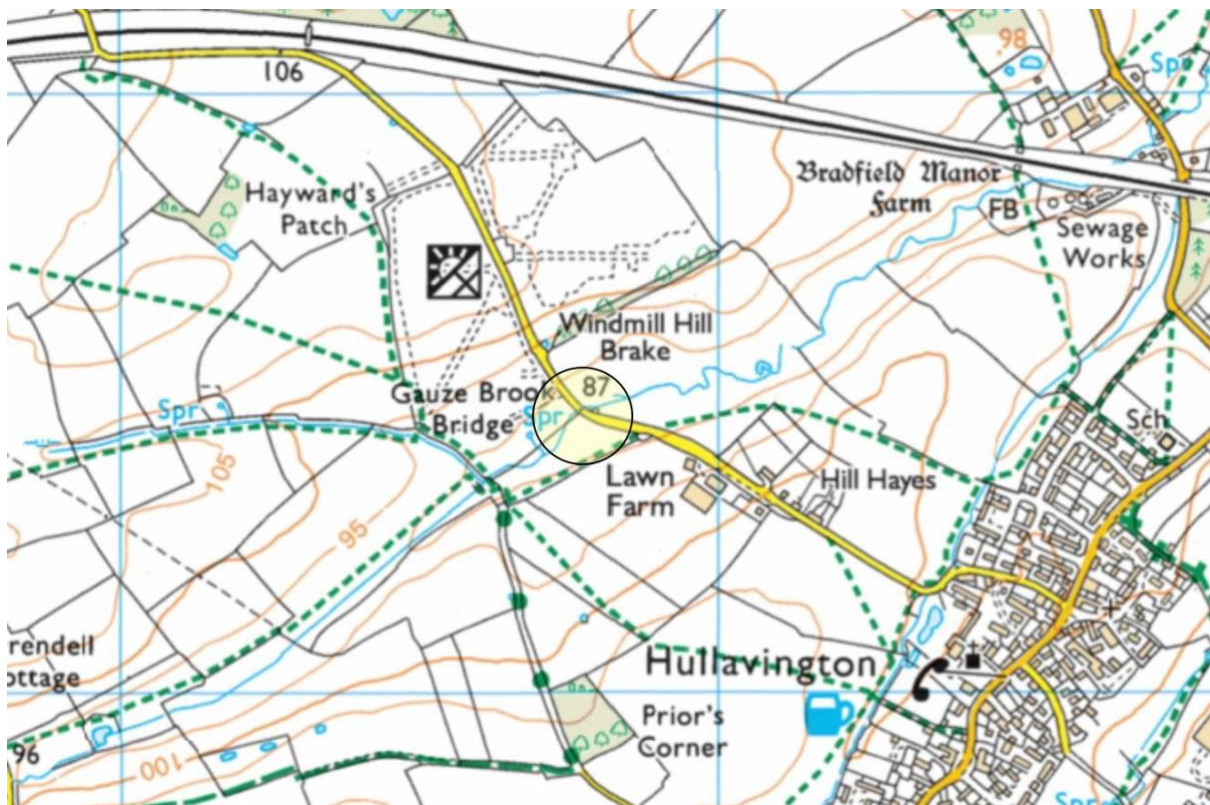 106
98
Spr
Bradfield Manor
Farm
Hayward's
Patch
FB
Sewage
Works
Windmill Hill
Brake
87
Gauze Brook
Bridge
Spr
Spr
Sch
105
Lawn
Farm
Hill Hayes
95
rendell
ottage
Hullavington
Prior's
Corner
96
100
Spr